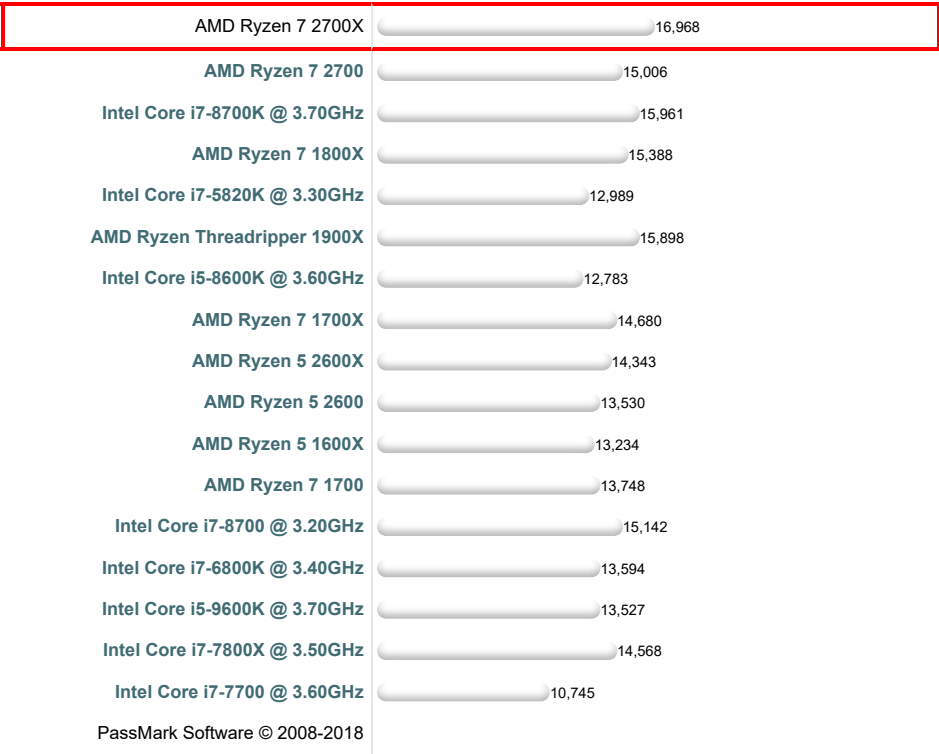 AMD Ryzen 7 2700X 16,968
AMD Ryzen 7 2700 15,006
Intel Core i7-8700K @ 3.70GHz 15,961
AMD Ryzen 7 1800X 15,388
Intel Core i7-5820K @ 3.30GHz 12,989
AMD Ryzen Threadripper 1900X 15,898
Intel Core i5-8600K @ 3.60GHz 12,783
AMD Ryzen 7 1700X 14,680
AMD Ryzen 5 2600X 14,343
AMD Ryzen 5 2600 13,530
AMD Ryzen 5 1600X 13,234
AMD Ryzen 7 1700 13,748
Intel Core i7-8700 @ 3.20GHz 15,142
Intel Core i7-6800K @ 3.40GHz 13,594
Intel Core i5-9600K @ 3.70GHz 13,527
Intel Core i7-7800X @ 3.50GHz 14,568
Intel Core i7-7700 @ 3.60GHz 10,745
PassMark Software © 2008-2018